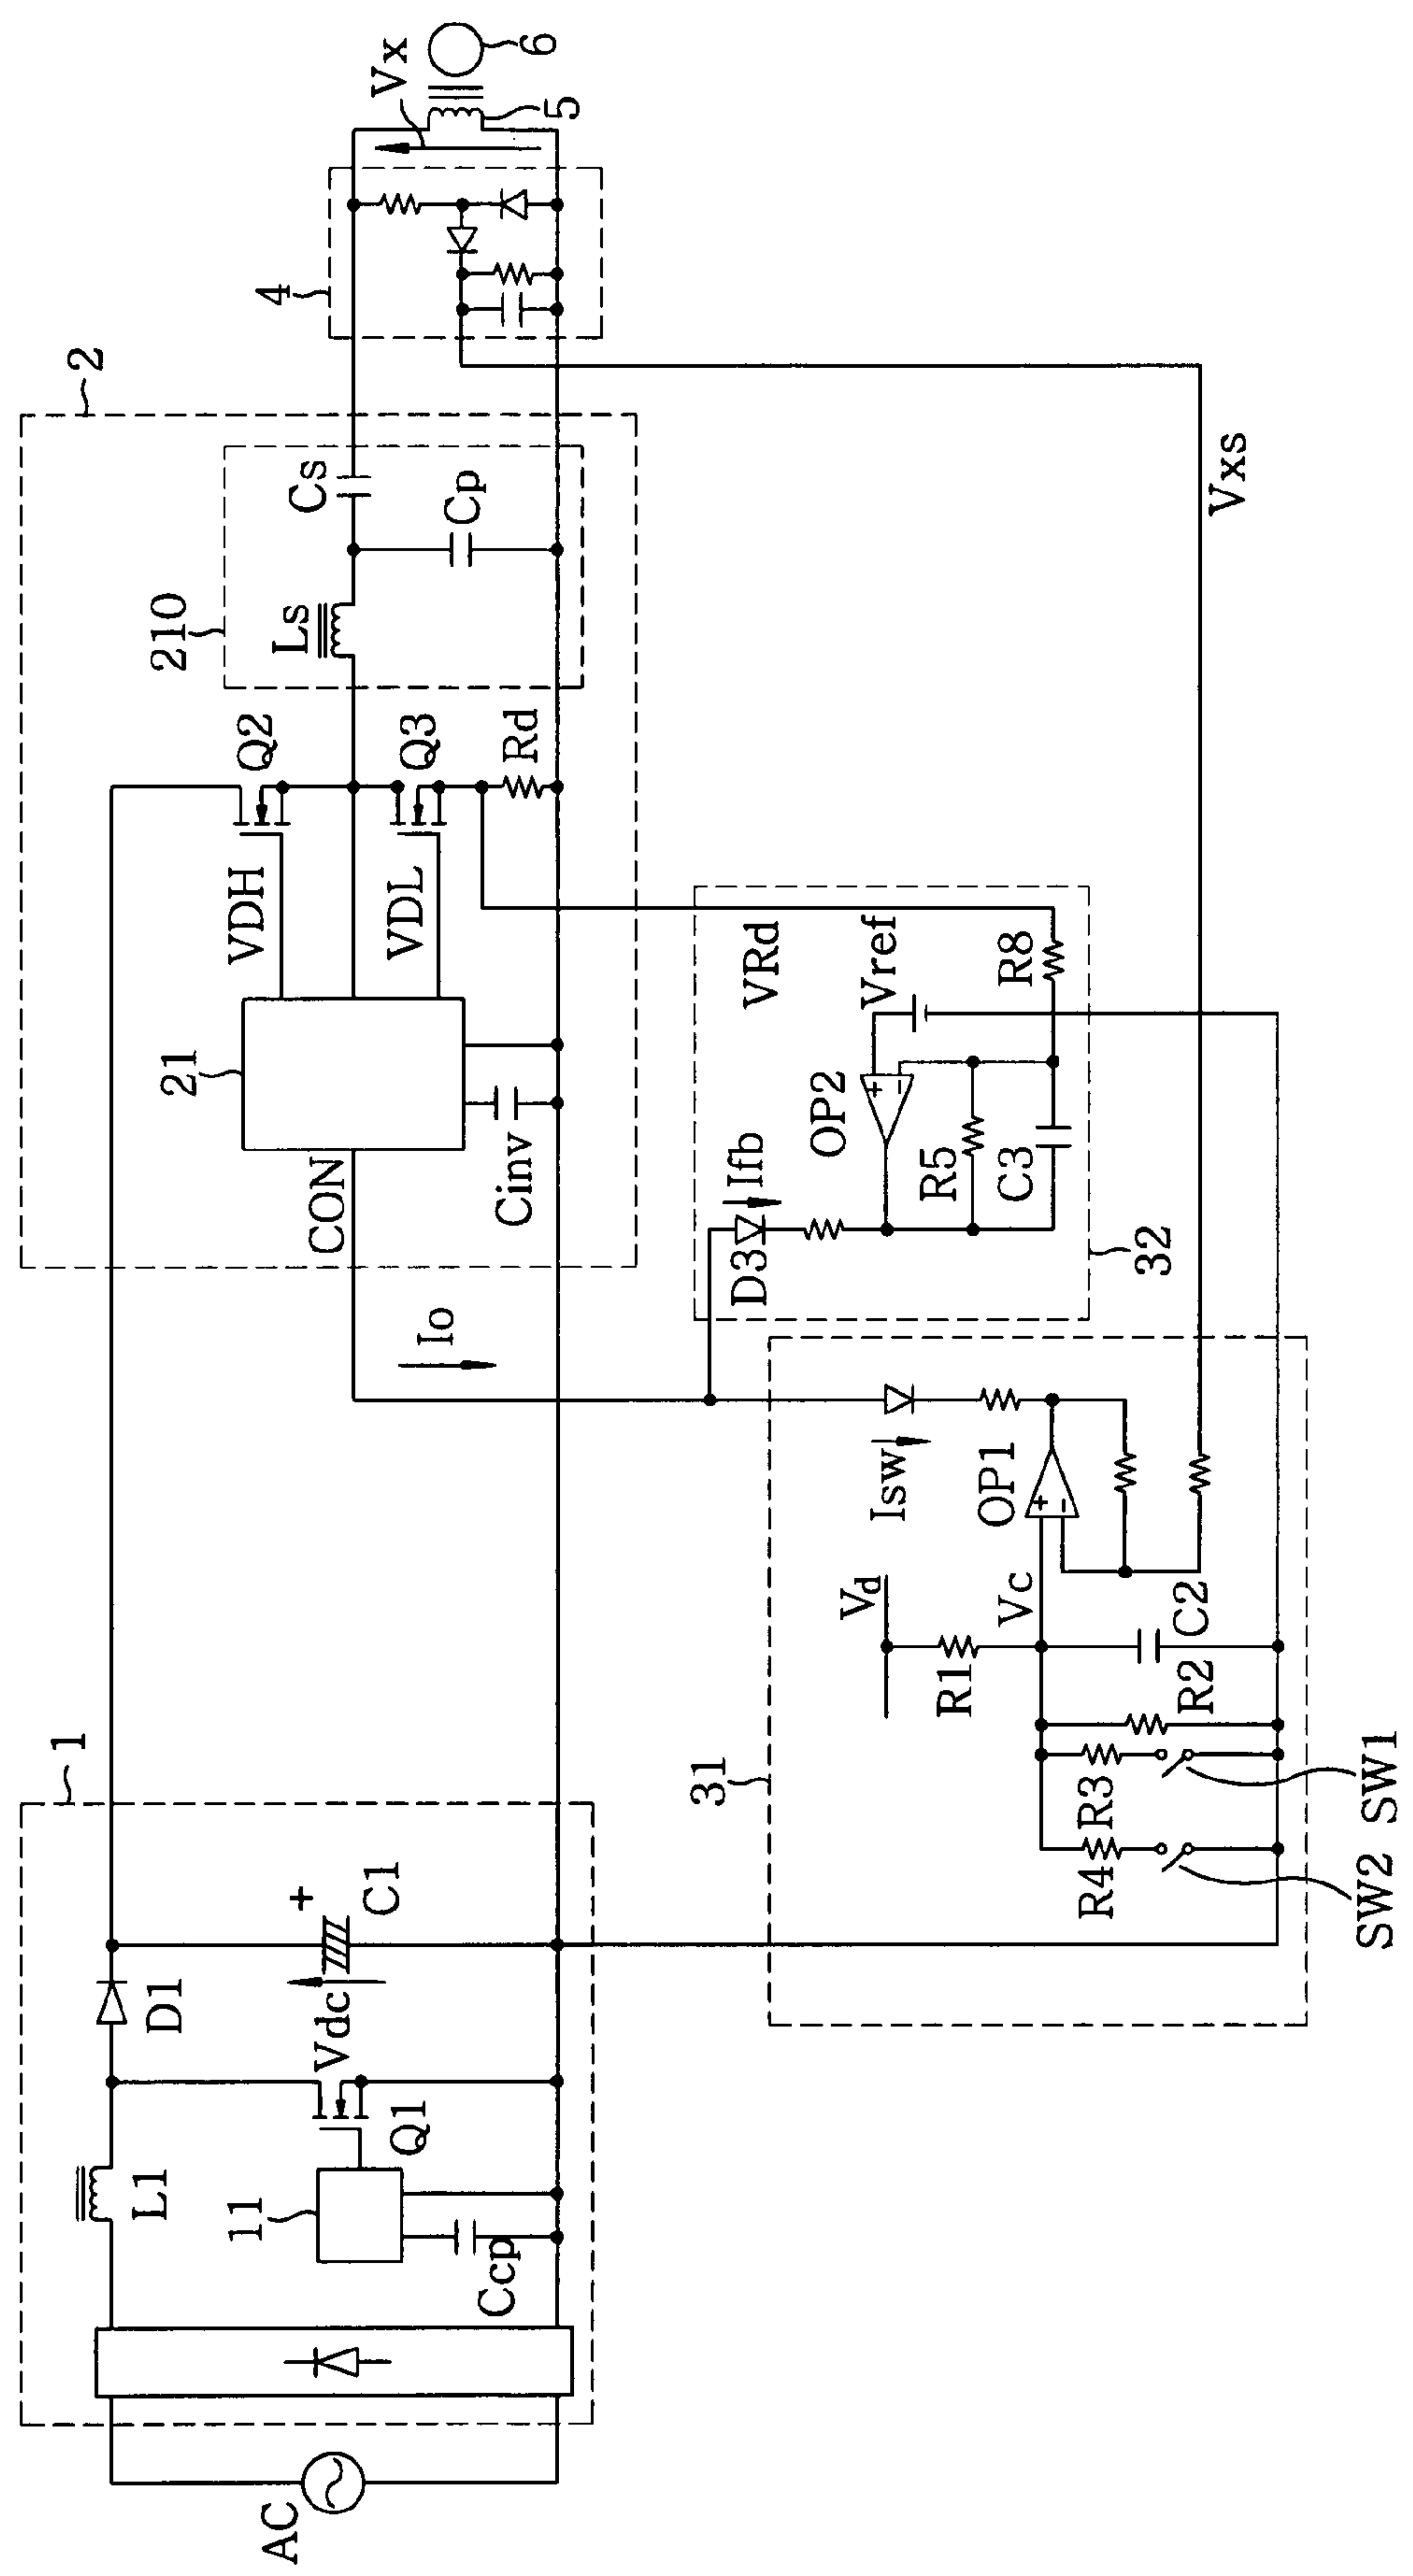 AC
1
L1
11
Ccp
Q1
D1
Vdc
+
C1
2
21
CON
Cinv
VDH
VDL
Q2
Q3
Rd
210
Ls
Cs
Cp
4
Vx
5
6
Io
31
Vd
R1
Vc
C2
R2
R3
R4
SW1
SW2
Isw
OP1
+
-
32
D3
Ifb
OP2
+
-
Vref
VRd
R5
C3
R8
Vxs